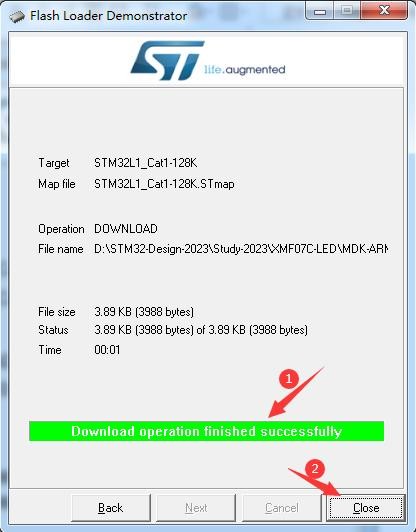 Flash Loader Demonstrator
ST
life.augmented
Target STM32L1_Cat1-128K
Map file STM32L1_Cat1-128K.STmap
Operation DOWNLOAD
File name D:\STM32-Design-2023\Study-2023\XMF07C-LED\MDK-ARM
File size 3.89 KB (3988 bytes)
Status 3.89 KB (3988 bytes) of 3.89 KB (3988 bytes)
Time 00:01
1
Download operation finished successfully
2
Back Next Cancel Close